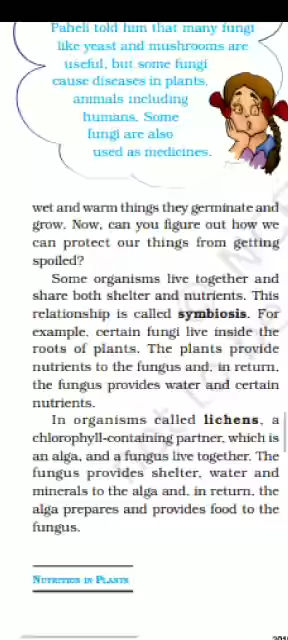 Paheli told him that many fungi
like yeast and mushrooms are
useful, but some fungi
cause diseases in plants,
animals including
humans. Some
fungi are also
used as medicines.
wet and warm things they germinate and
grow. Now, can you figure out how we
can protect our things from getting
spoiled?
Some organisms live together and
share both shelter and nutrients. This
relationship is called symbiosis. For
example, certain fungi live inside the
roots of plants. The plants provide
nutrients to the fungus and, in return,
the fungus provides water and certain
nutrients.
In organisms called lichens, a
chlorophyll-containing partner, which is
an alga, and a fungus live together. The
fungus provides shelter, water and
minerals to the alga and, in return, the
alga prepares and provides food to the
fungus.
NUTRITION IN PLANTS